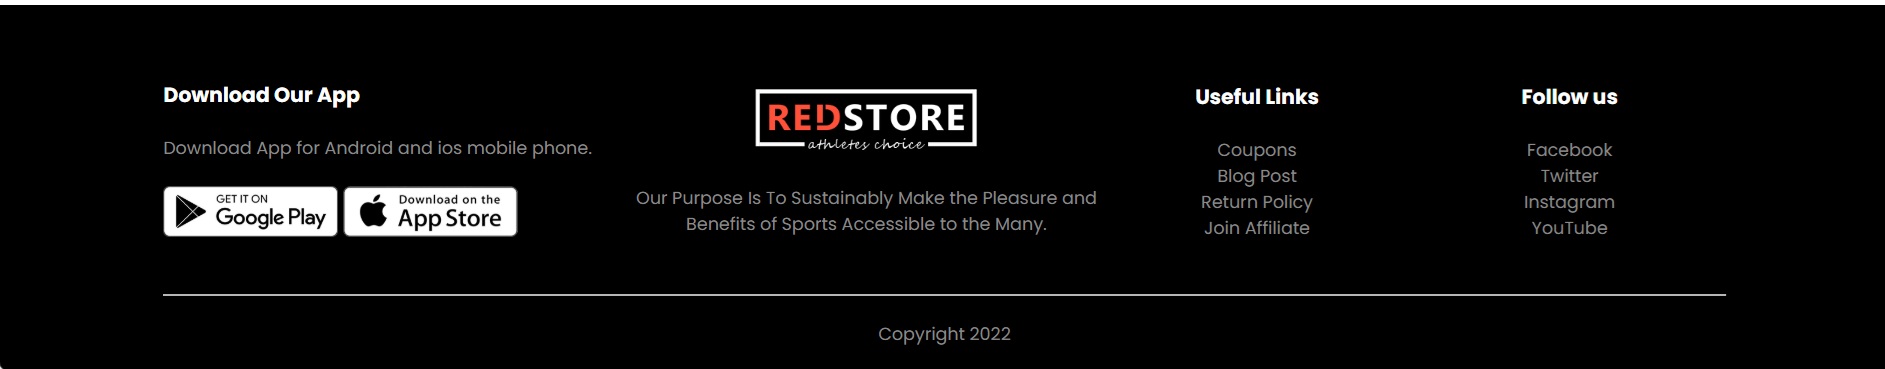 Download Our App
Download App for Android and ios mobile phone.
GET IT ON
Google Play
Download on the
App Store
REDSTORE
athletes choice
Our Purpose Is To Sustainably Make the Pleasure and
Benefits of Sports Accessible to the Many.
Useful Links
Coupons
Blog Post
Return Policy
Join Affiliate
Follow us
Facebook
Twitter
Instagram
YouTube
Copyright 2022